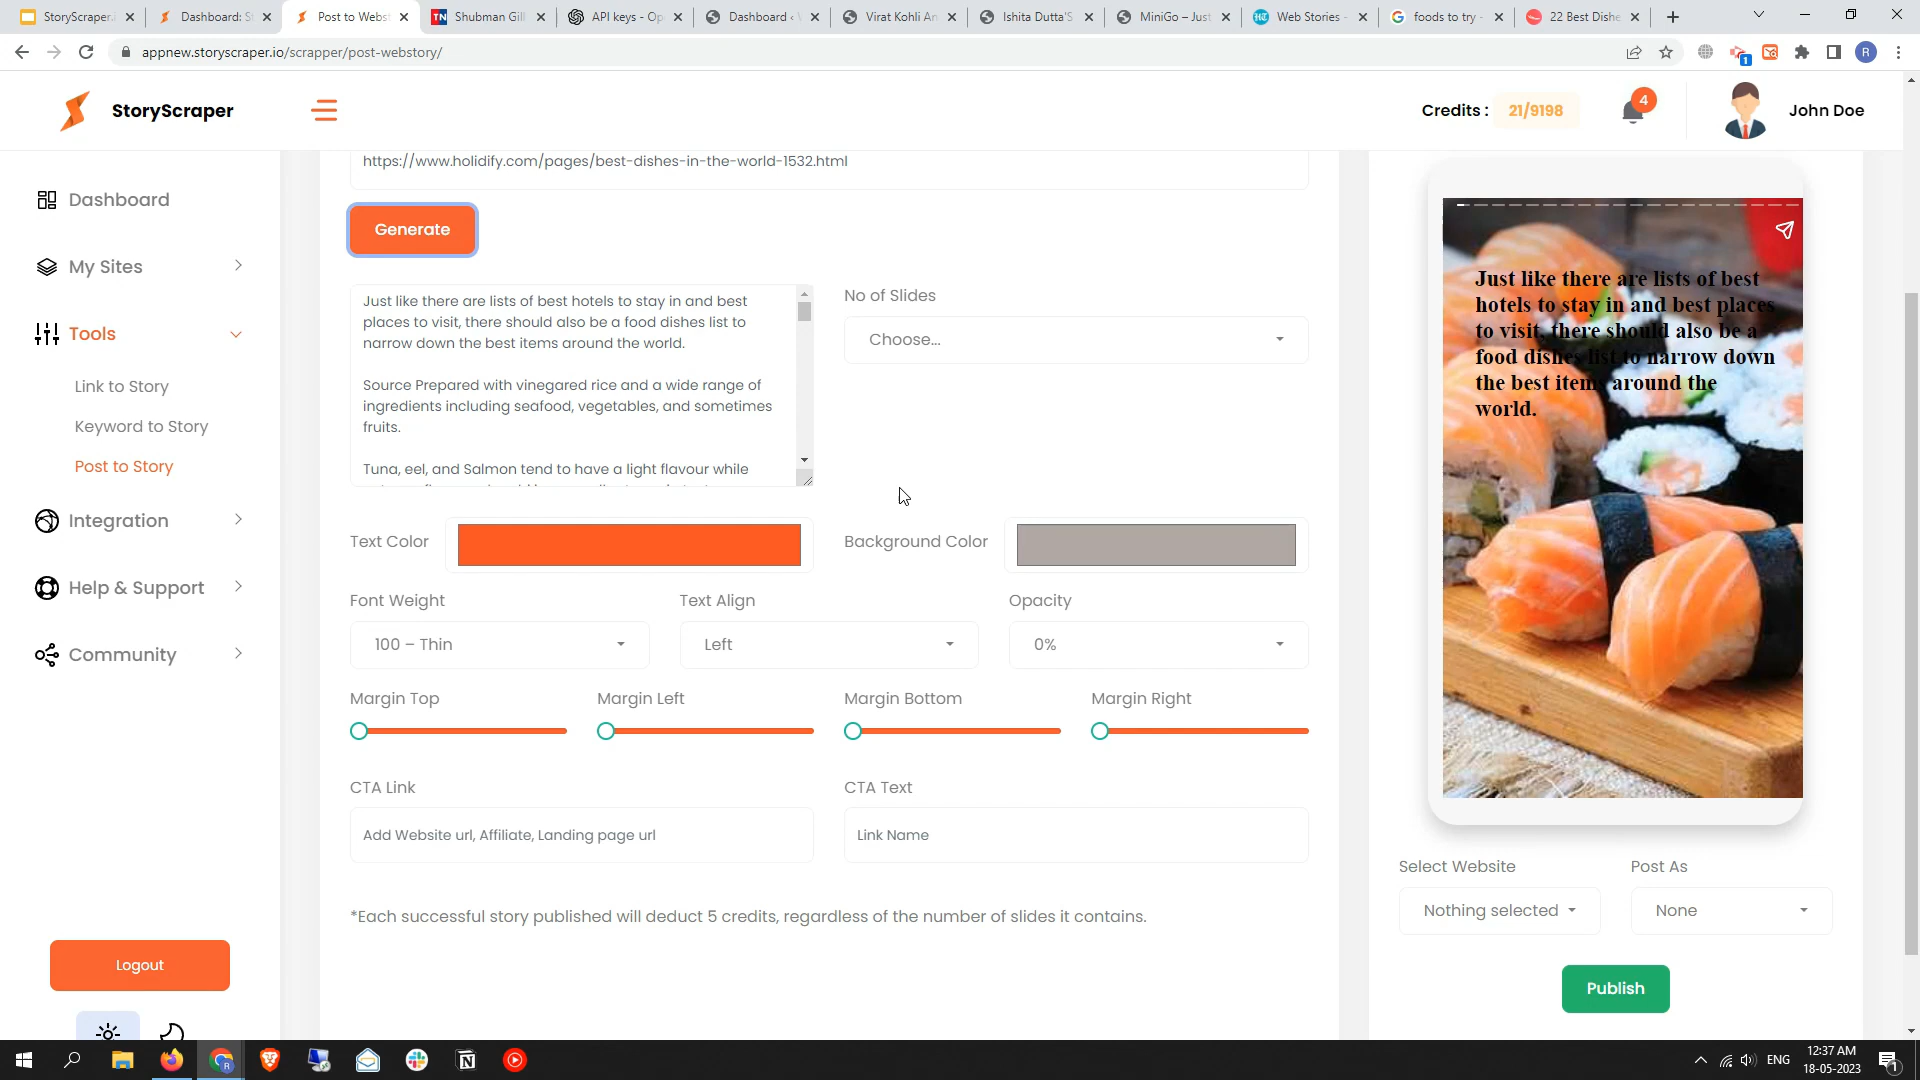 StoryScraper.i
Dashboard: S
Post to Webst
Shubman Gill
API keys - Op
Dashboard ‹ V
Virat Kohli An
Ishita Dutta'S
MiniGo – Just
Web Stories -
foods to try -
22 Best Dishe
appnew.storyscraper.io/scrapper/post-webstory/
1
R
StoryScraper
Credits : 21/9198
4
John Doe
Dashboard
My Sites
Tools
Link to Story
Keyword to Story
Post to Story
Integration
Help & Support
Community
Logout
https://www.holidify.com/pages/best-dishes-in-the-world-1532.html
Generate
Just like there are lists of best hotels to stay in and best
places to visit, there should also be a food dishes list to
narrow down the best items around the world.
Source Prepared with vinegared rice and a wide range of
ingredients including seafood, vegetables, and sometimes
fruits.
Tuna, eel, and Salmon tend to have a light flavour while
No of Slides
Choose...
Text Color
Background Color
Font Weight
Text Align
Opacity
100 – Thin
Left
0%
Margin Top
Margin Left
Margin Bottom
Margin Right
CTA Link
CTA Text
Add Website url, Affiliate, Landing page url
Link Name
*Each successful story published will deduct 5 credits, regardless of the number of slides it contains.
Just like there are lists of best
hotels to stay in and best places
to visit, there should also be a
food dishes list to narrow down
the best items around the
world.
Select Website
Post As
Nothing selected
None
Publish
ENG
12:37 AM
18-05-2023
1